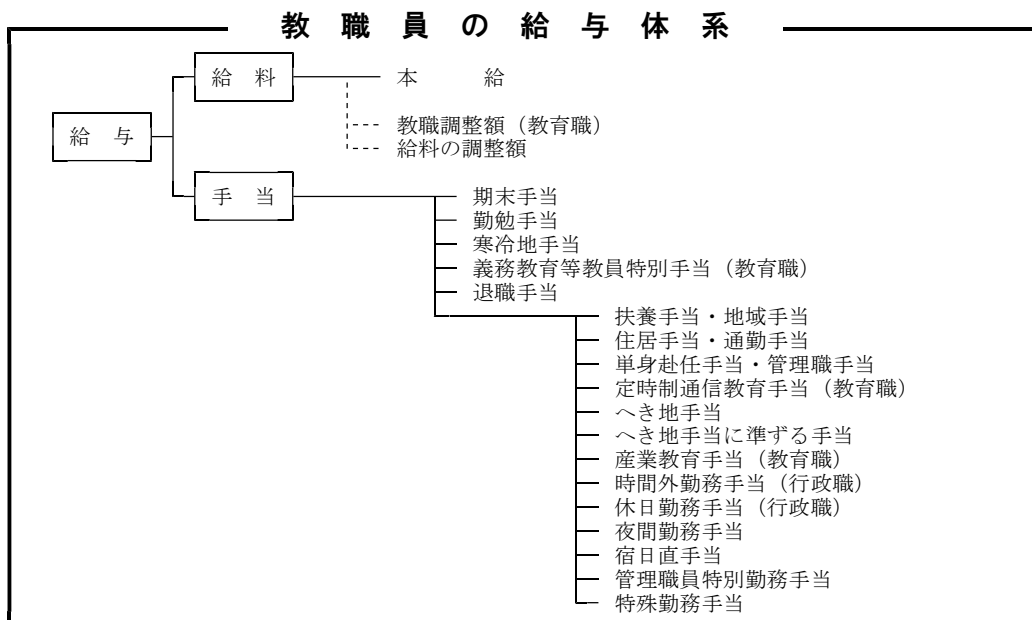 教職員の給与体系
給料
本給
教職調整額（教育職）
給料の調整額
給与
手当
期末手当
勤勉手当
寒冷地手当
義務教育等教員特別手当（教育職）
退職手当
扶養手当・地域手当
住居手当・通勤手当
単身赴任手当・管理職手当
定時制通信教育手当（教育職）
へき地手当
へき地手当に準ずる手当
産業教育手当（教育職）
時間外勤務手当（行政職）
休日勤務手当（行政職）
夜間勤務手当
宿日直手当
管理職員特別勤務手当
特殊勤務手当